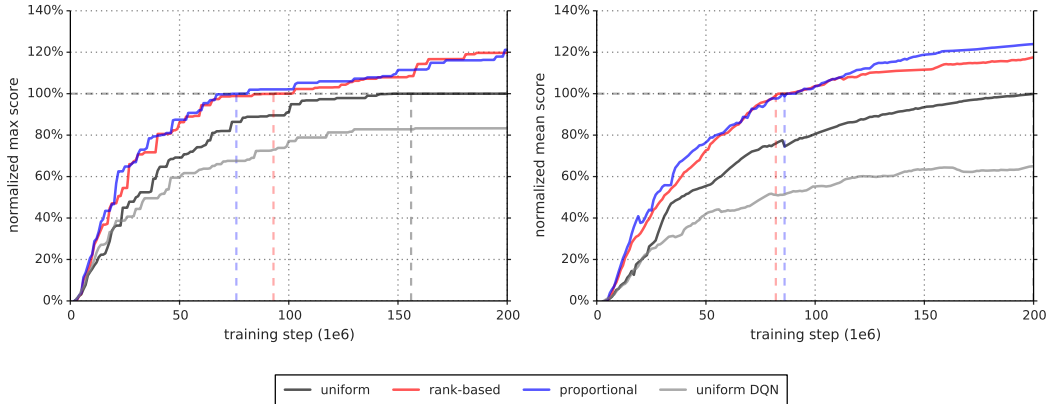 140%
120%
100%
80%
60%
40%
20%
0%
normalized max score
0 50 100 150 200
training step (1e6)
140%
120%
100%
80%
60%
40%
20%
0%
normalized mean score
0 50 100 150 200
training step (1e6)
uniform rank-based proportional uniform DQN